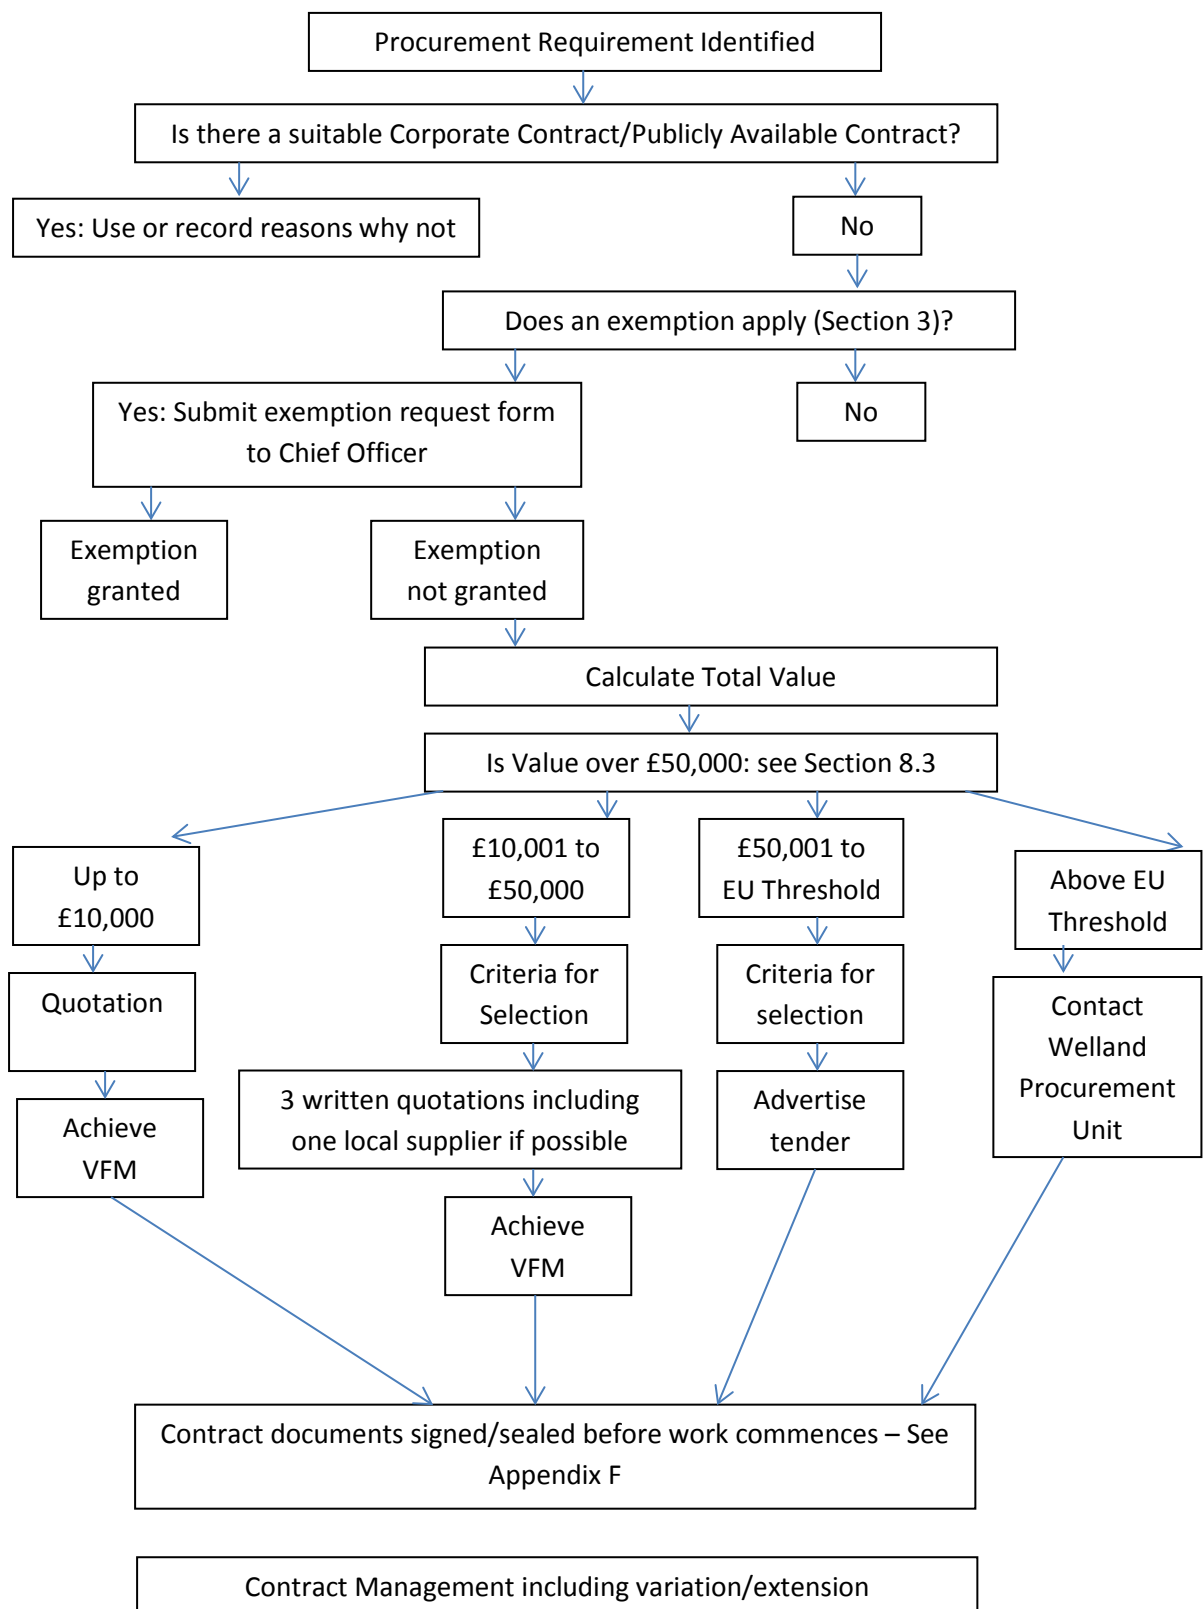 Procurement Requirement Identified
Is there a suitable Corporate Contract/Publicly Available Contract?
Yes: Use or record reasons why not
No
Does an exemption apply (Section 3)?
Yes: Submit exemption request form
to Chief Officer
No
Exemption
granted
Exemption
not granted
Calculate Total Value
Is Value over £50,000: see Section 8.3
Up to
£10,000
£10,001 to
£50,000
£50,001 to
EU Threshold
Above EU
Threshold
Quotation
Criteria for
Selection
Criteria for
selection
Contact
Welland
Procurement
Unit
Achieve
VFM
3 written quotations including
one local supplier if possible
Advertise
tender
Achieve
VFM
Contract documents signed/sealed before work commences – See
Appendix F
Contract Management including variation/extension